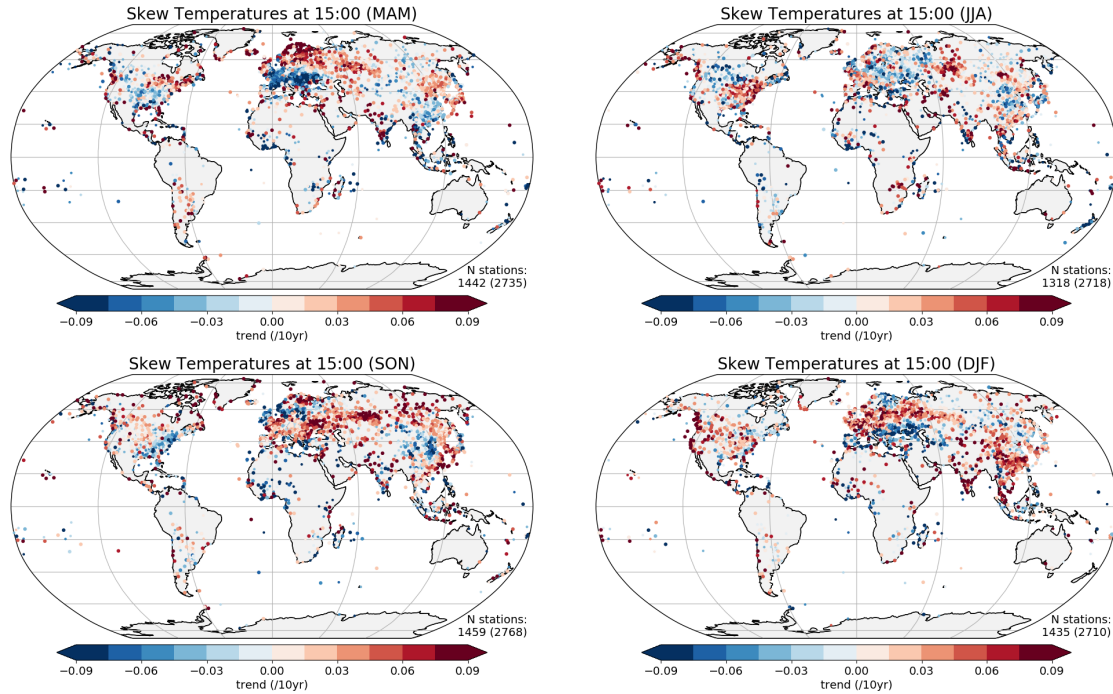 Skew Temperatures at 15:00 (MAM)
N stations:
1442 (2735)
−0.09 −0.06 −0.03 0.00 0.03 0.06 0.09
trend (/10yr)
Skew Temperatures at 15:00 (JJA)
N stations:
1318 (2718)
−0.09 −0.06 −0.03 0.00 0.03 0.06 0.09
trend (/10yr)
Skew Temperatures at 15:00 (SON)
N stations:
1459 (2768)
−0.09 −0.06 −0.03 0.00 0.03 0.06 0.09
trend (/10yr)
Skew Temperatures at 15:00 (DJF)
N stations:
1435 (2710)
−0.09 −0.06 −0.03 0.00 0.03 0.06 0.09
trend (/10yr)